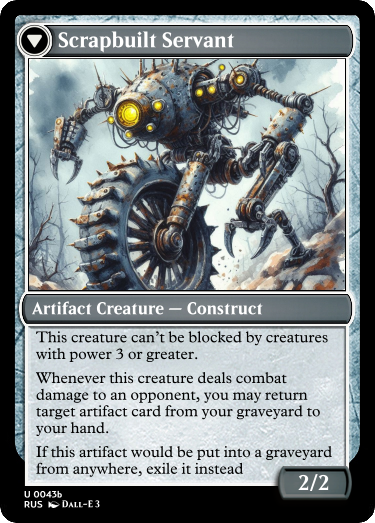 Scrapbuilt Servant
Artifact Creature — Construct
This creature can't be blocked by creatures
with power 3 or greater.
Whenever this creature deals combat
damage to an opponent, you may return
target artifact card from your graveyard to
your hand.
If this artifact would be put into a graveyard
from anywhere, exile it instead
2/2
U 0043b
RUS DALL-E 3